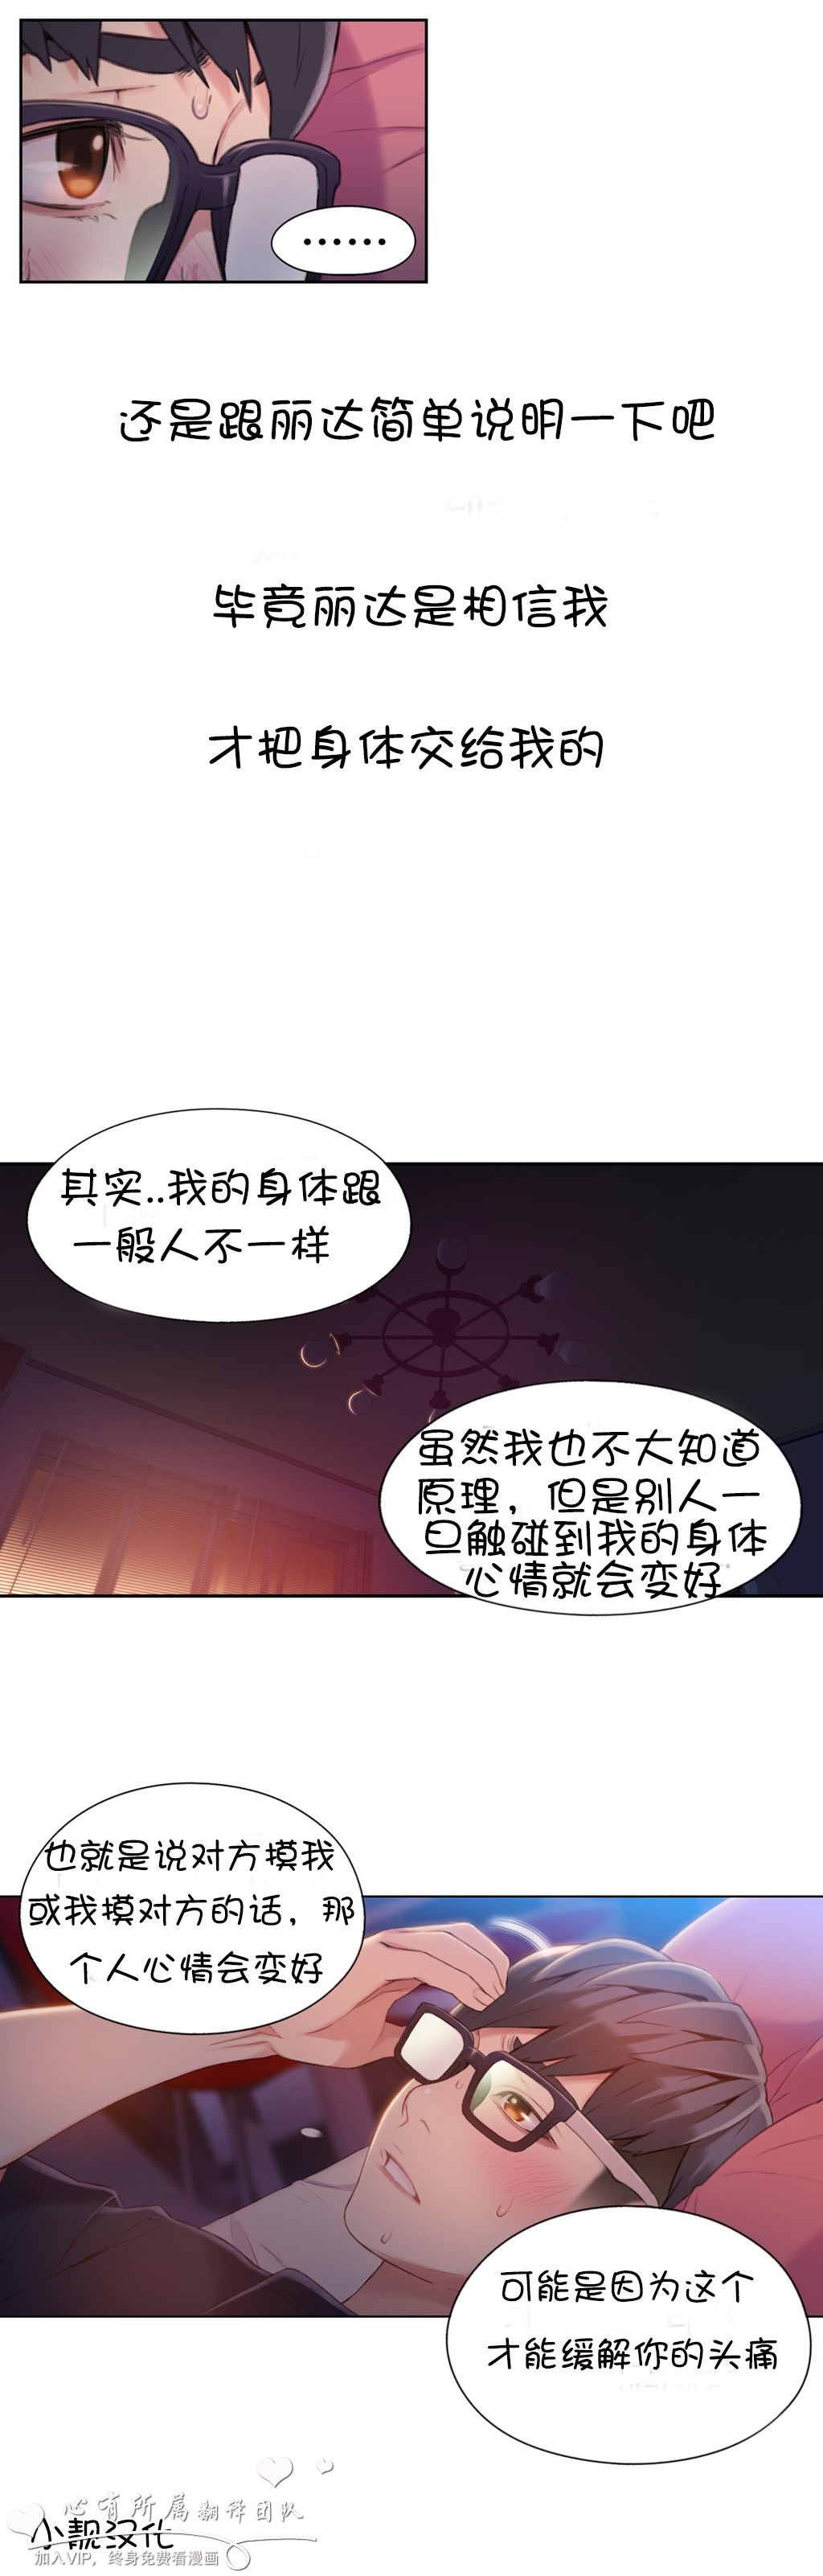 ……
还是跟丽达简单说明一下吧
毕竟丽达是相信我
才把身体交给我的
其实..我的身体跟
一般人不一样
虽然我也不大知道
原理，但是别人一
旦触碰到我的身体
心情就会变好
也就是说对方摸我
或我摸对方的话，那
个人心情会变好
可能是因为这个
才能缓解你的头痛
心有所属翻译团队
小靓汉化
加入VIP，终身免费看漫画